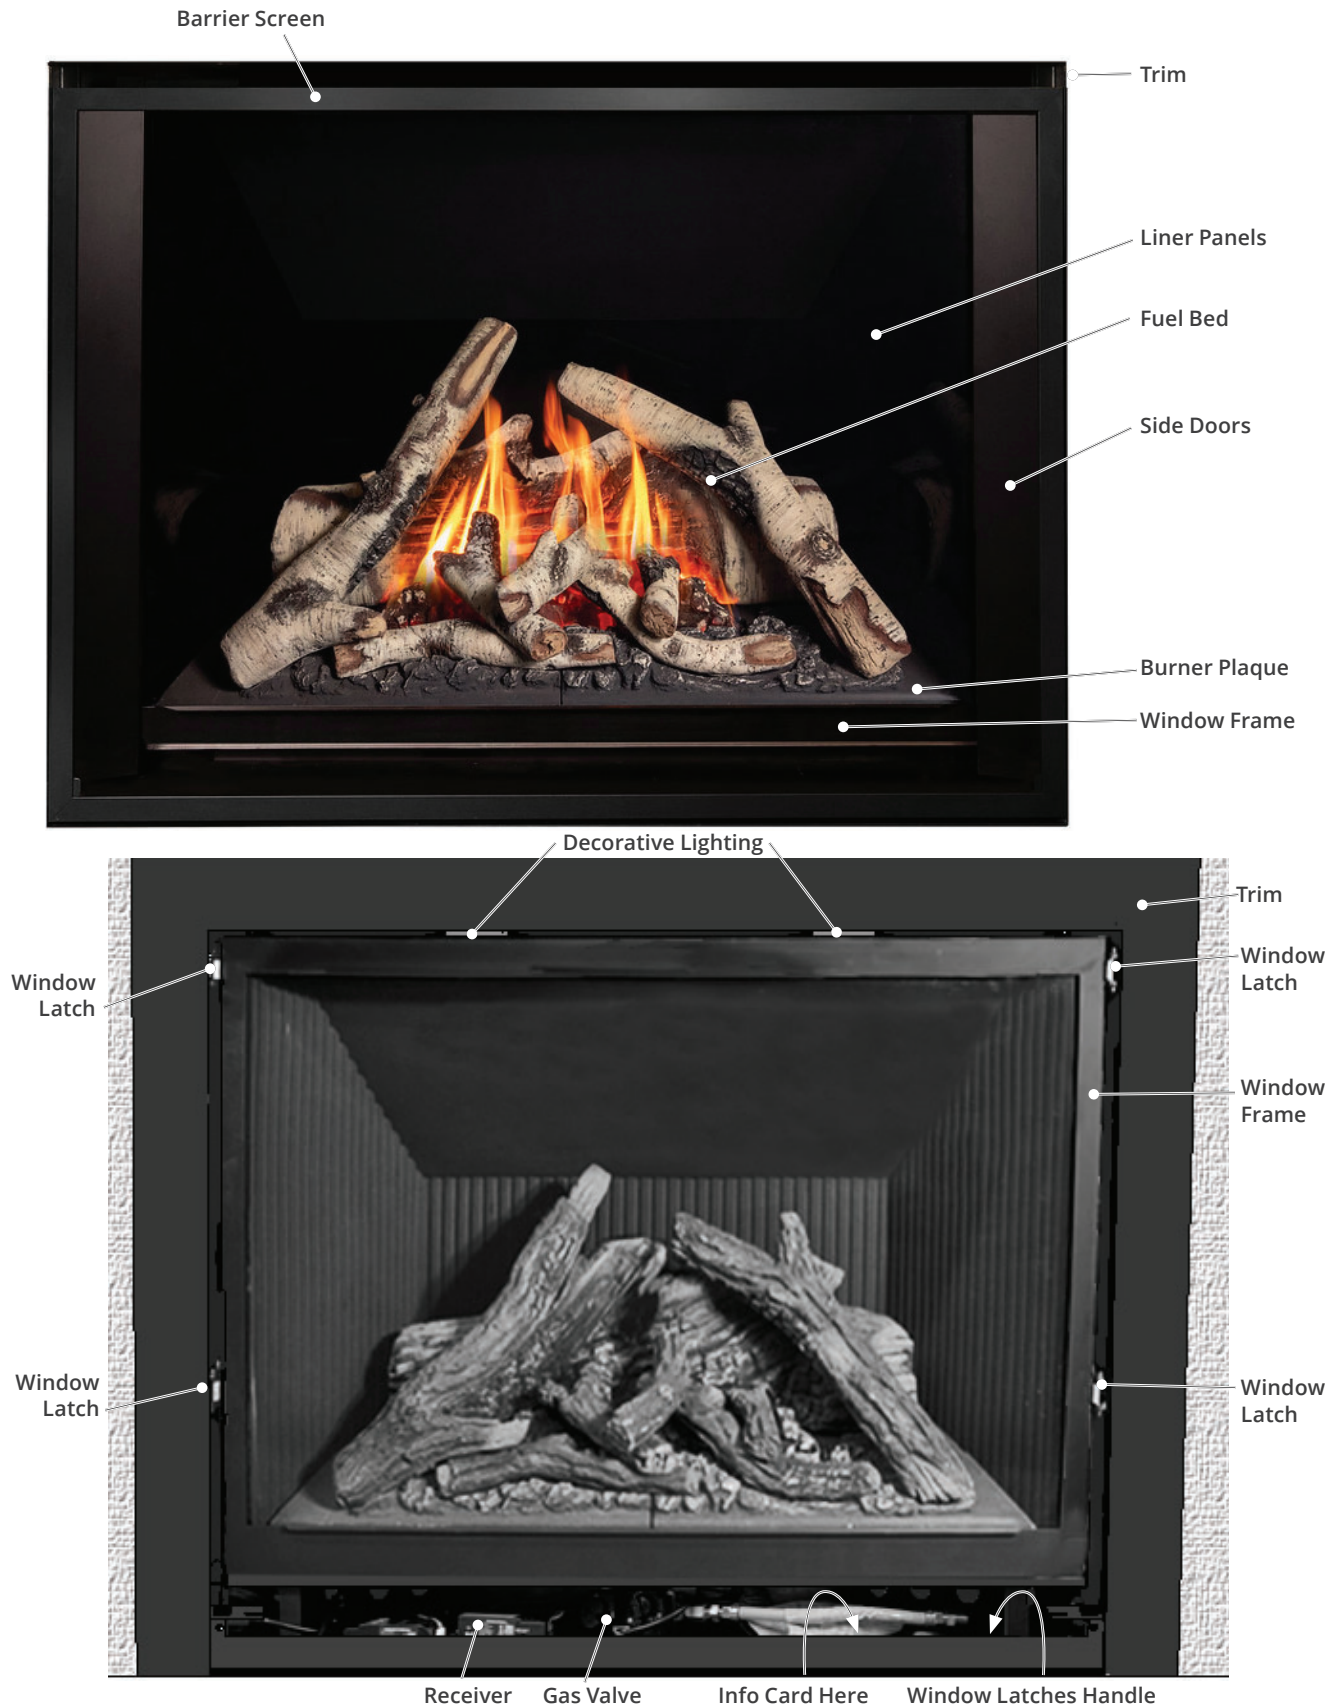 Barrier Screen
Trim
Liner Panels
Fuel Bed
Side Doors
Burner Plaque
Window Frame
Decorative Lighting
Trim
Window
Latch
Window
Latch
Window
Frame
Window
Latch
Window
Latch
Receiver
Gas Valve
Info Card Here
Window Latches Handle